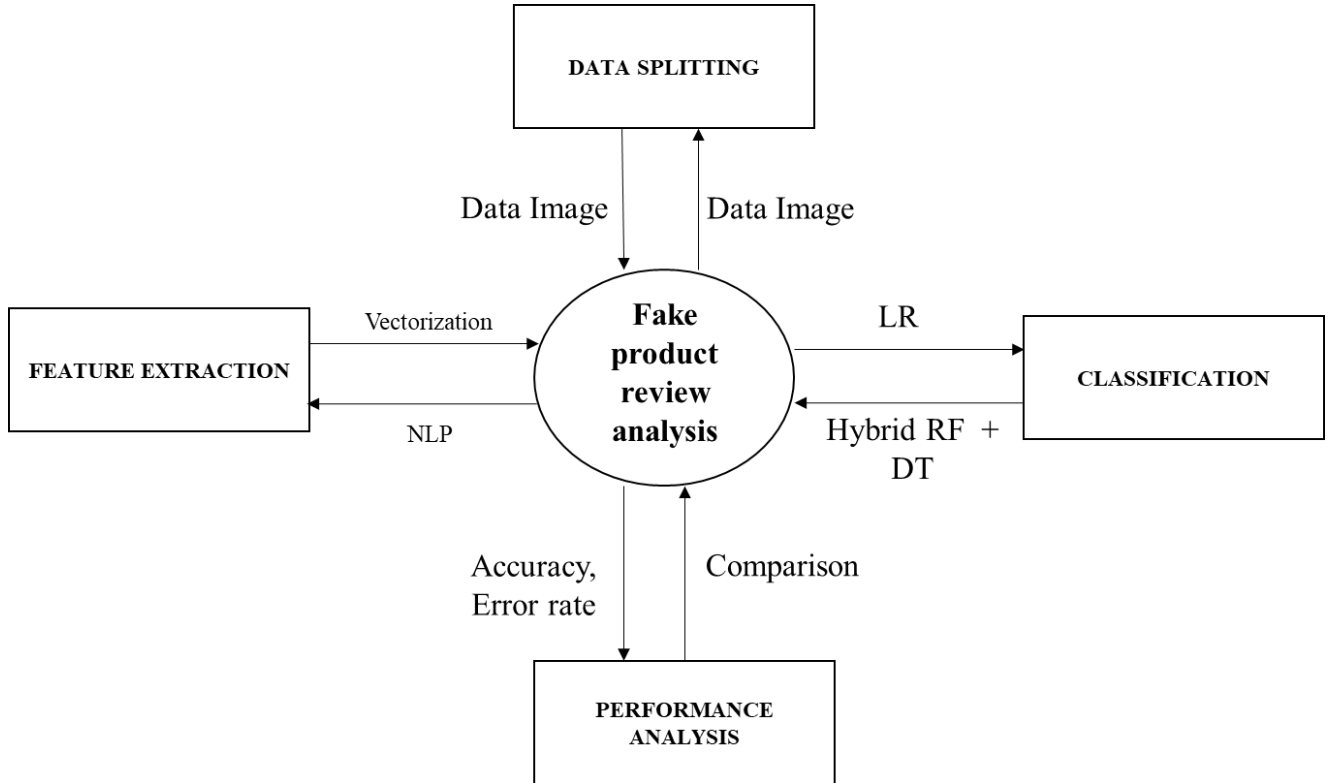 DATA SPLITTING
Data Image
Data Image
Fake
product
review
analysis
Vectorization
FEATURE EXTRACTION
NLP
LR
CLASSIFICATION
Hybrid RF +
DT
Accuracy,
Error rate
Comparison
PERFORMANCE
ANALYSIS